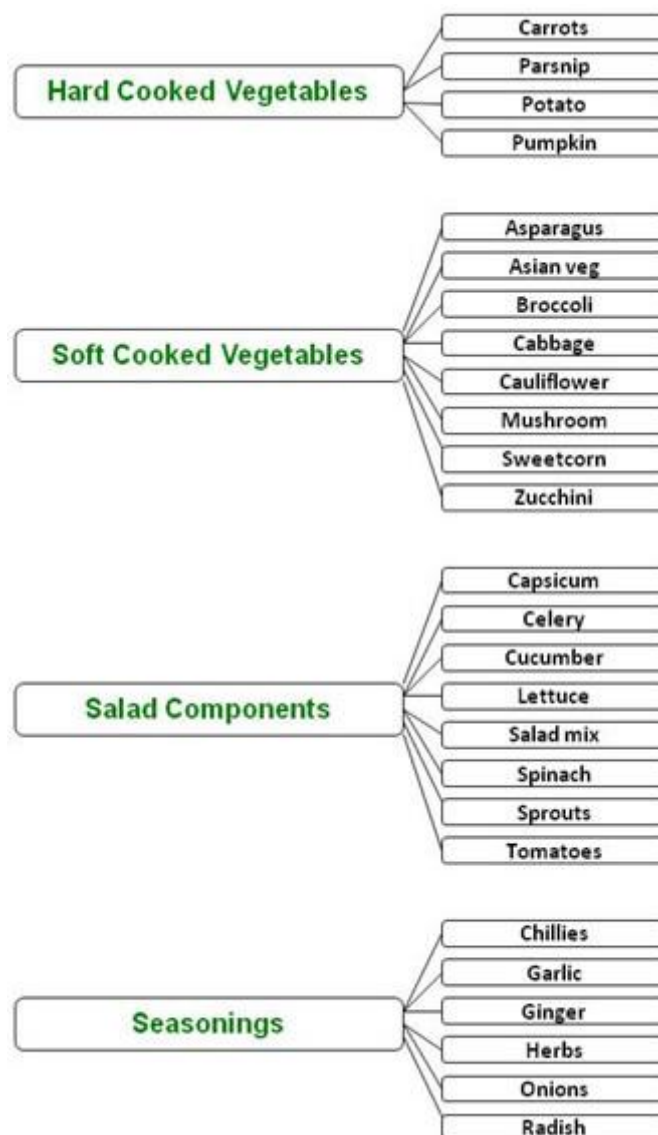 Hard Cooked Vegetables
Carrots
Parsnip
Potato
Pumpkin
Soft Cooked Vegetables
Asparagus
Asian veg
Broccoli
Cabbage
Cauliflower
Mushroom
Sweetcorn
Zucchini
Salad Components
Capsicum
Celery
Cucumber
Lettuce
Salad mix
Spinach
Sprouts
Tomatoes
Seasonings
Chillies
Garlic
Ginger
Herbs
Onions
Radish